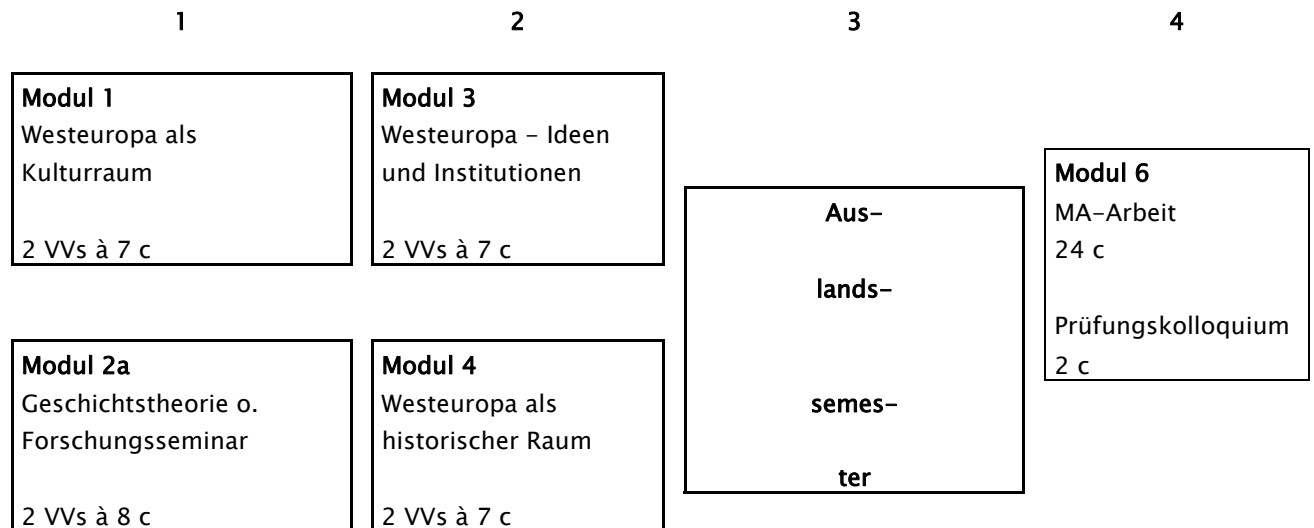 1
2
3
4
Modul 1
Westeuropa als
Kulturraum
2 VVs à 7 c
Modul 3
Westeuropa – Ideen
und Institutionen
2 VVs à 7 c
Aus–
lands–
semes–
ter
Modul 6
MA–Arbeit
24 c
Prüfungskolloquium
2 c
Modul 2a
Geschichtstheorie o.
Forschungsseminar
2 VVs à 8 c
Modul 4
Westeuropa als
historischer Raum
2 VVs à 7 c